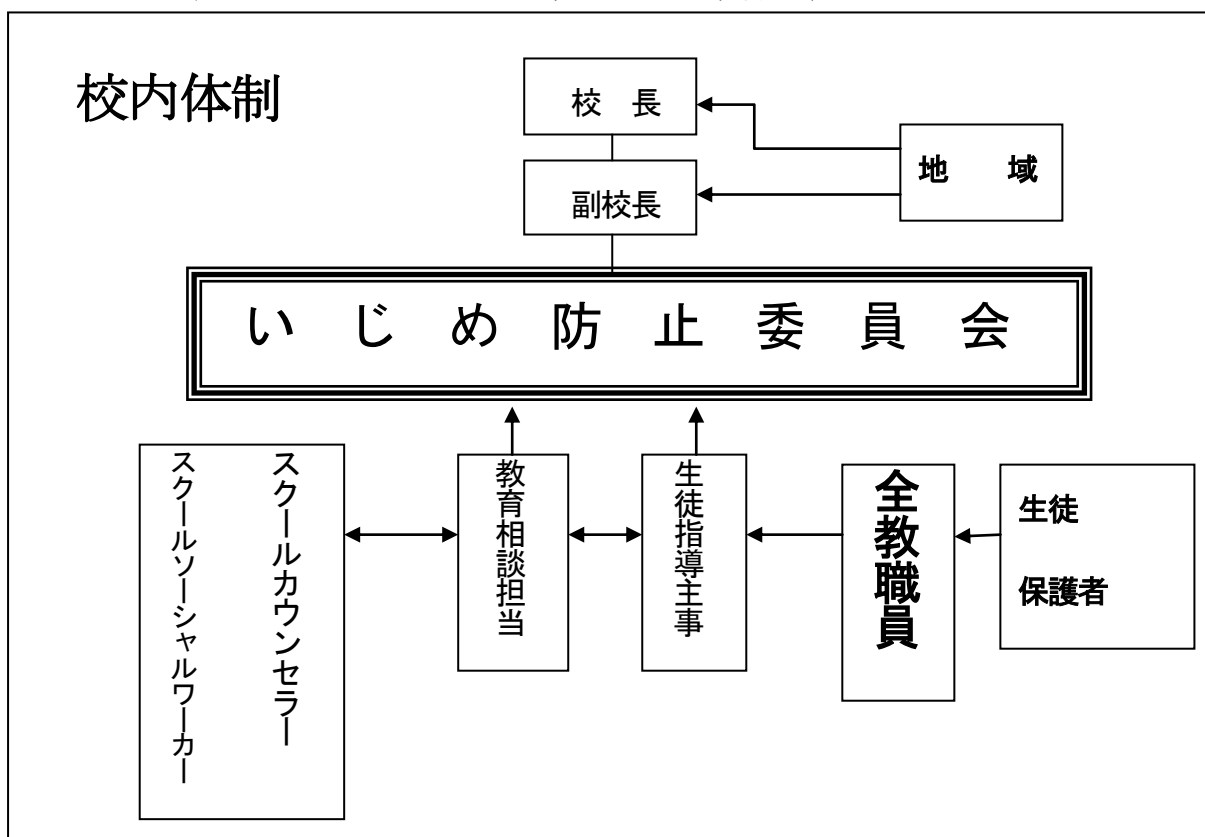 校内体制
校　長
地　　域
副校長
い　じ　め　防　止　委　員　会
スクールカウンセラー
スクールソーシャルワーカー
教育相談担当
生徒指導主事
全教職員
生徒
保護者